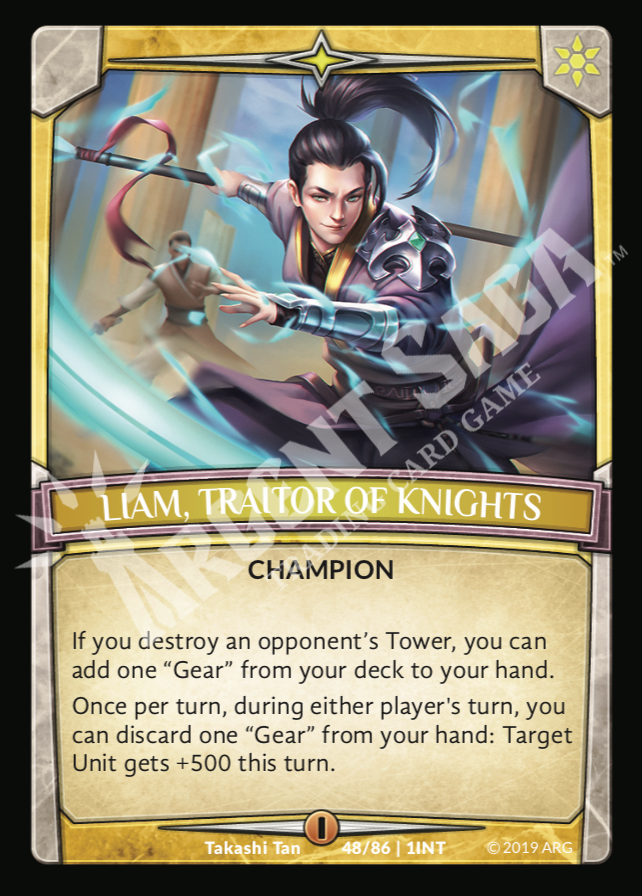 LIAM, TRAITOR OF KNIGHTS
CHAMPION
If you destroy an opponent’s Tower, you can
add one “Gear” from your deck to your hand.
Once per turn, during either player's turn, you
can discard one “Gear” from your hand: Target
Unit gets +500 this turn.
I
Takashi Tan 48/86 | 1INT © 2019 ARG
ARGENT SAGA™
TRADING CARD GAME